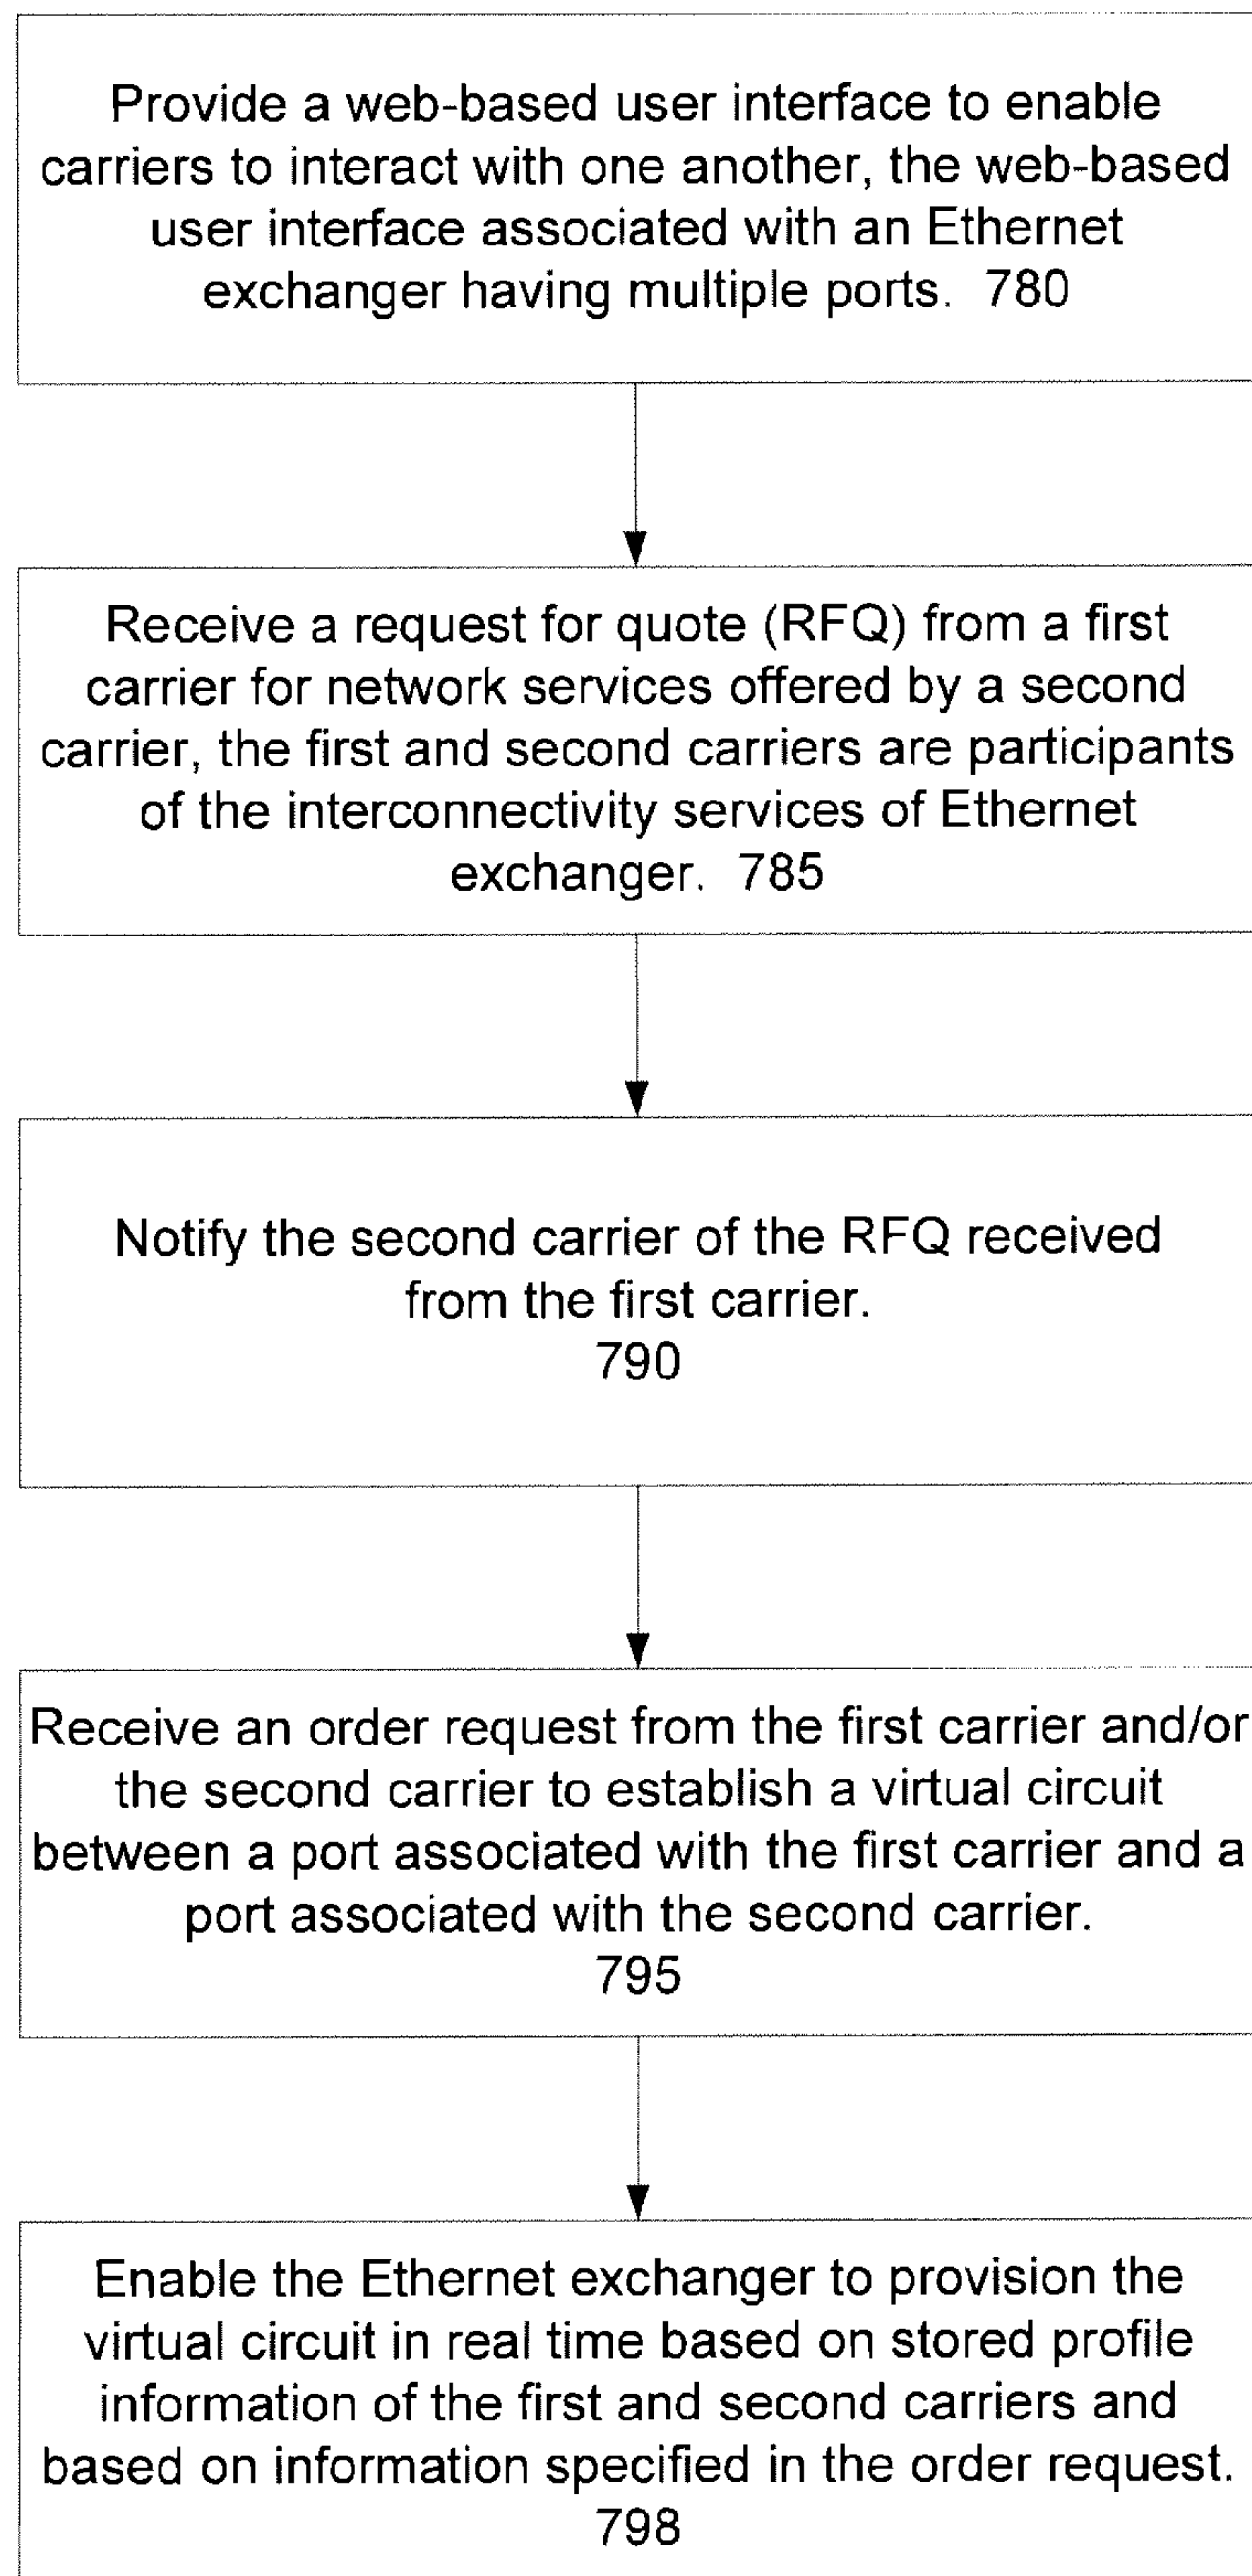 Provide a web-based user interface to enable
carriers to interact with one another, the web-based
user interface associated with an Ethernet
exchanger having multiple ports. 780
Receive a request for quote (RFQ) from a first
carrier for network services offered by a second
carrier, the first and second carriers are participants
of the interconnectivity services of Ethernet
exchanger. 785
Notify the second carrier of the RFQ received
from the first carrier.
790
Receive an order request from the first carrier and/or
the second carrier to establish a virtual circuit
between a port associated with the first carrier and a
port associated with the second carrier.
795
Enable the Ethernet exchanger to provision the
virtual circuit in real time based on stored profile
information of the first and second carriers and
based on information specified in the order request.
798